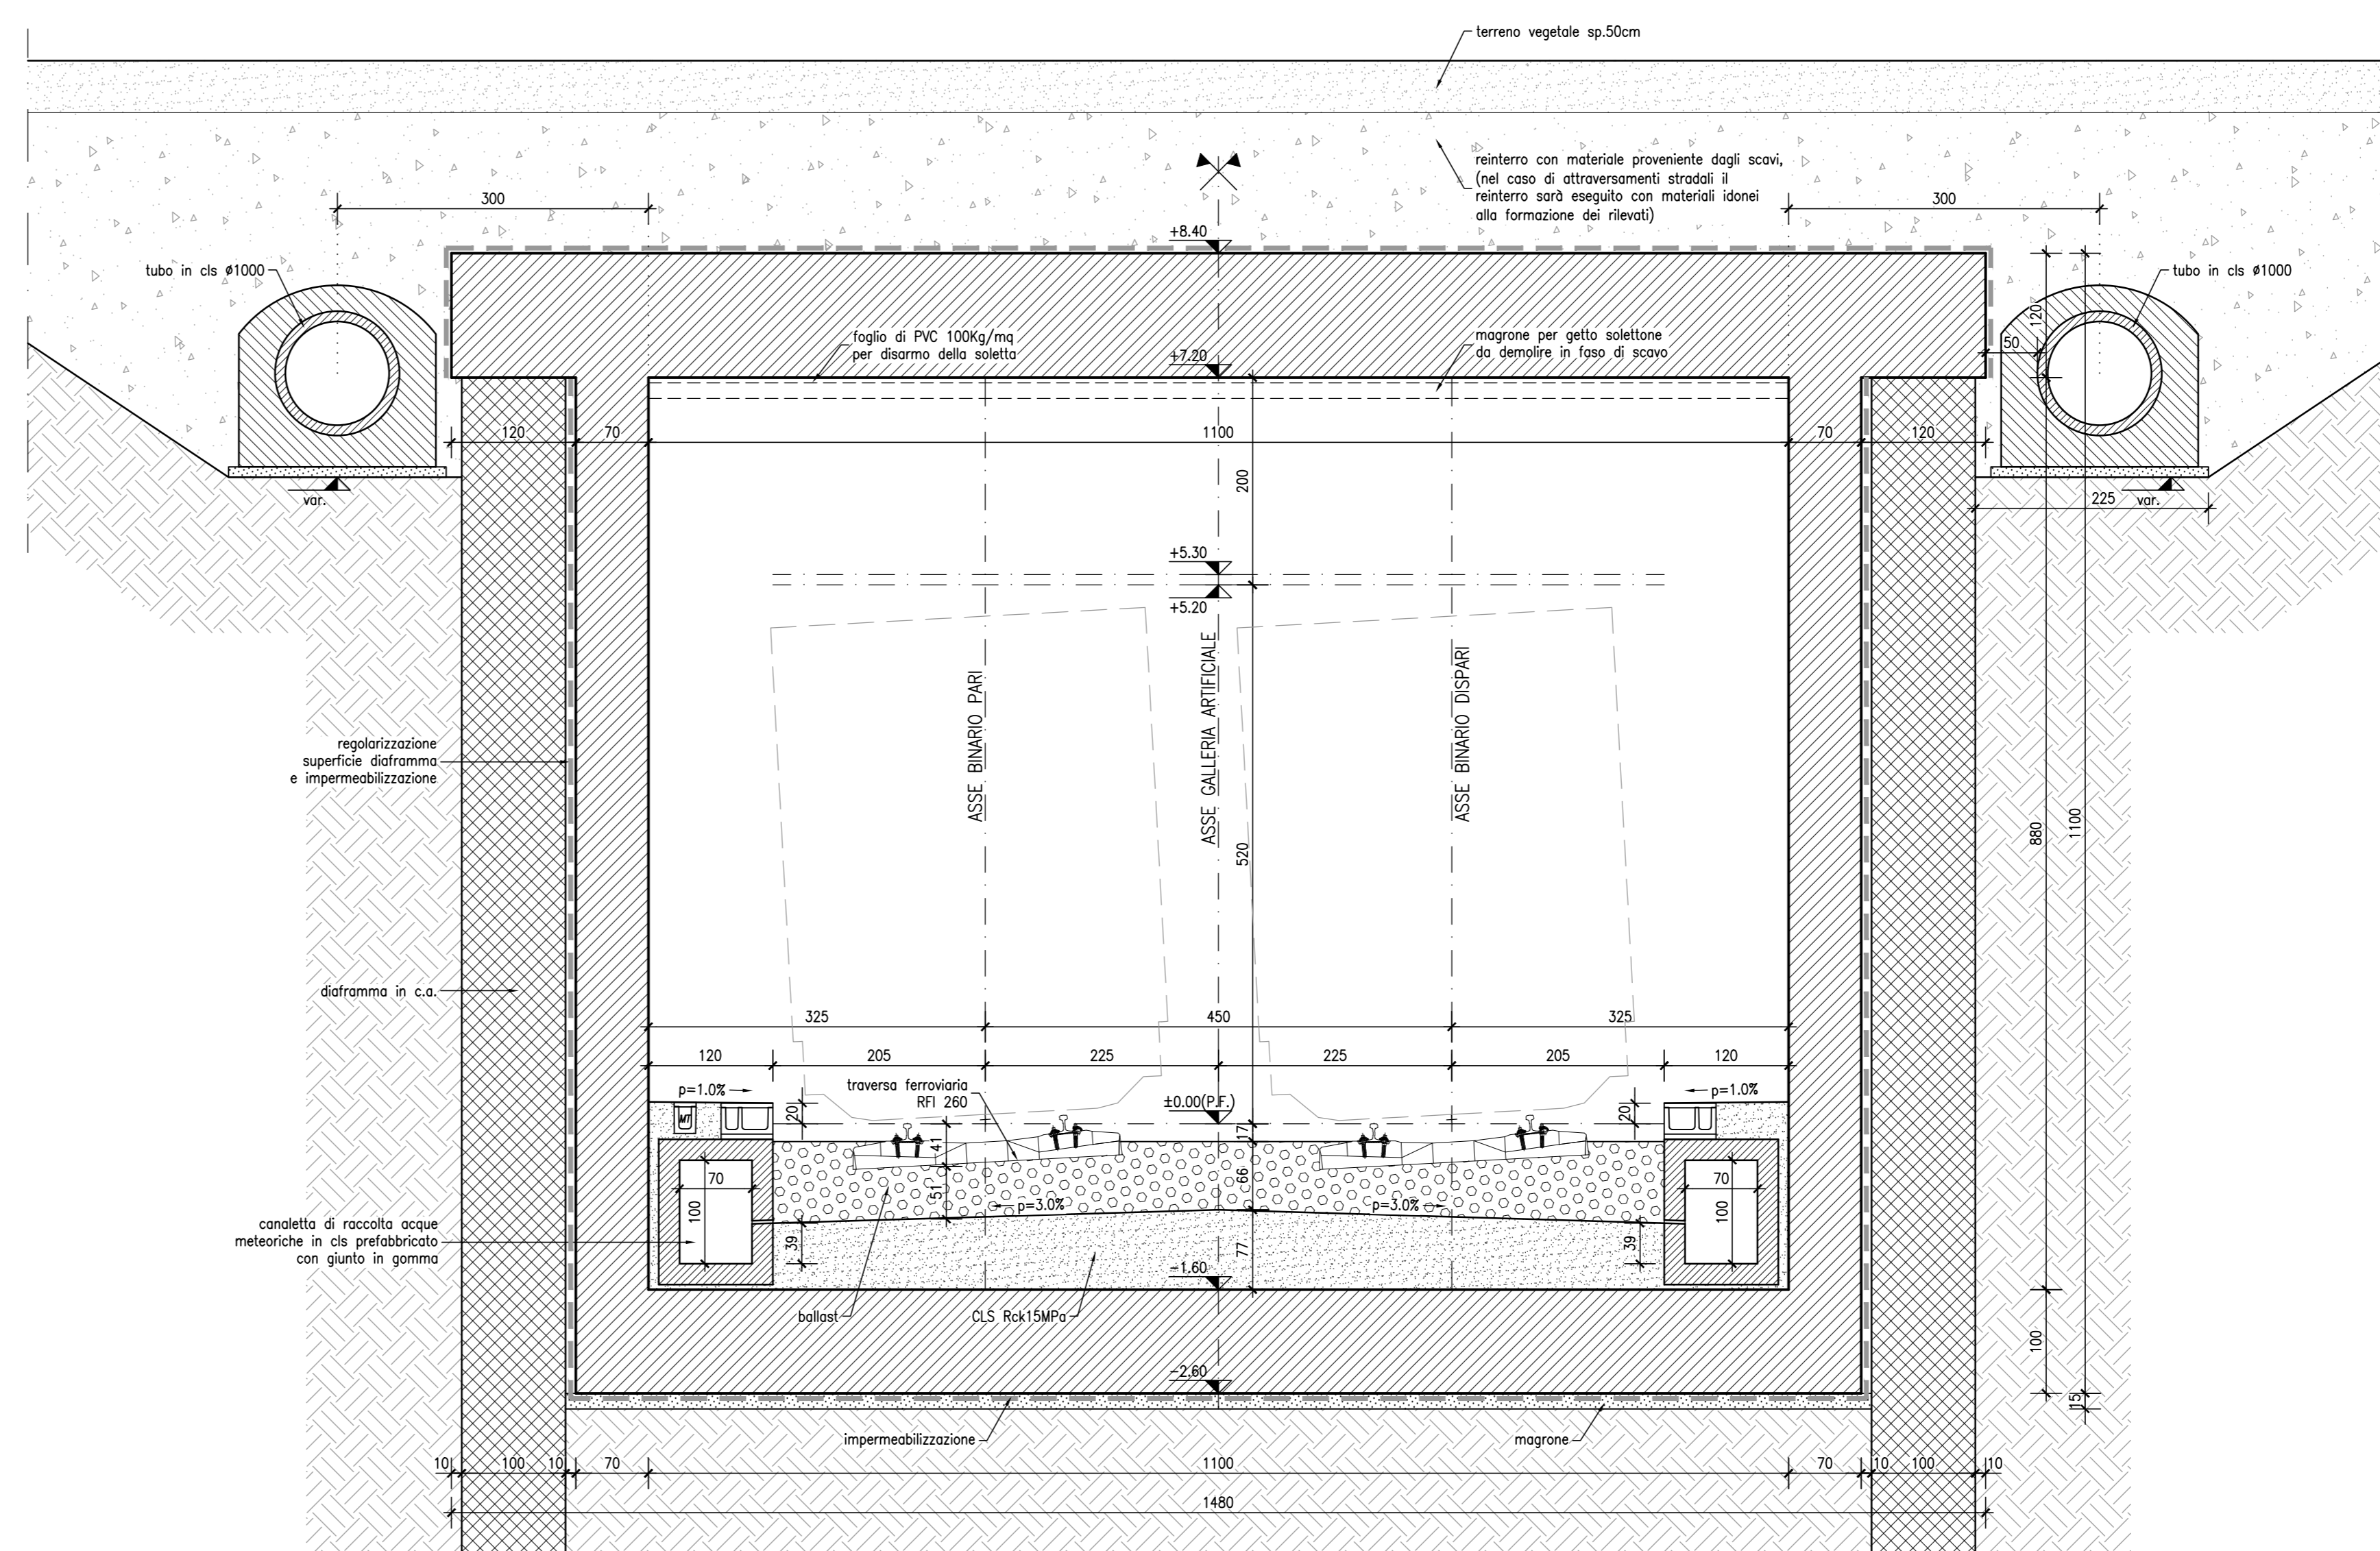 terreno vegetale sp.50cm
reinterro con materiale proveniente dagli scavi,
(nel caso di attraversamenti stradali il
reinterro sarà eseguito con materiali idonei
alla formazione dei rilevati)
300
300
+8.40
tubo in cls ø1000
tubo in cls ø1000
120
foglio di PVC 100Kg/mq
per disarmo della soletta
magrone per getto solettone
da demolire in faso di scavo
50
+7.20
120
70
1100
70
120
200
var.
225
var.
+5.30
+5.20
ASSE BINARIO PARI
ASSE GALLERIA ARTIFICIALE
ASSE BINARIO DISPARI
regolarizzazione
superficie diaframma
e impermeabilizzazione
520
880
1100
diaframma in c.a.
325
450
325
120
205
225
225
205
120
p=1.0%
traversa ferroviaria
RFI 260
±0.00(P.F.)
p=1.0%
20
20
MT
41
17
70
51
66
70
100
p=3.0%
p=3.0%
100
canaletta di raccolta acque
meteoriche in cls prefabbricato
con giunto in gomma
39
77
39
-1.60
ballast
CLS Rck15MPa
100
-2.60
15
impermeabilizzazione
magrone
10
100
10
70
1100
70
10
100
10
1480